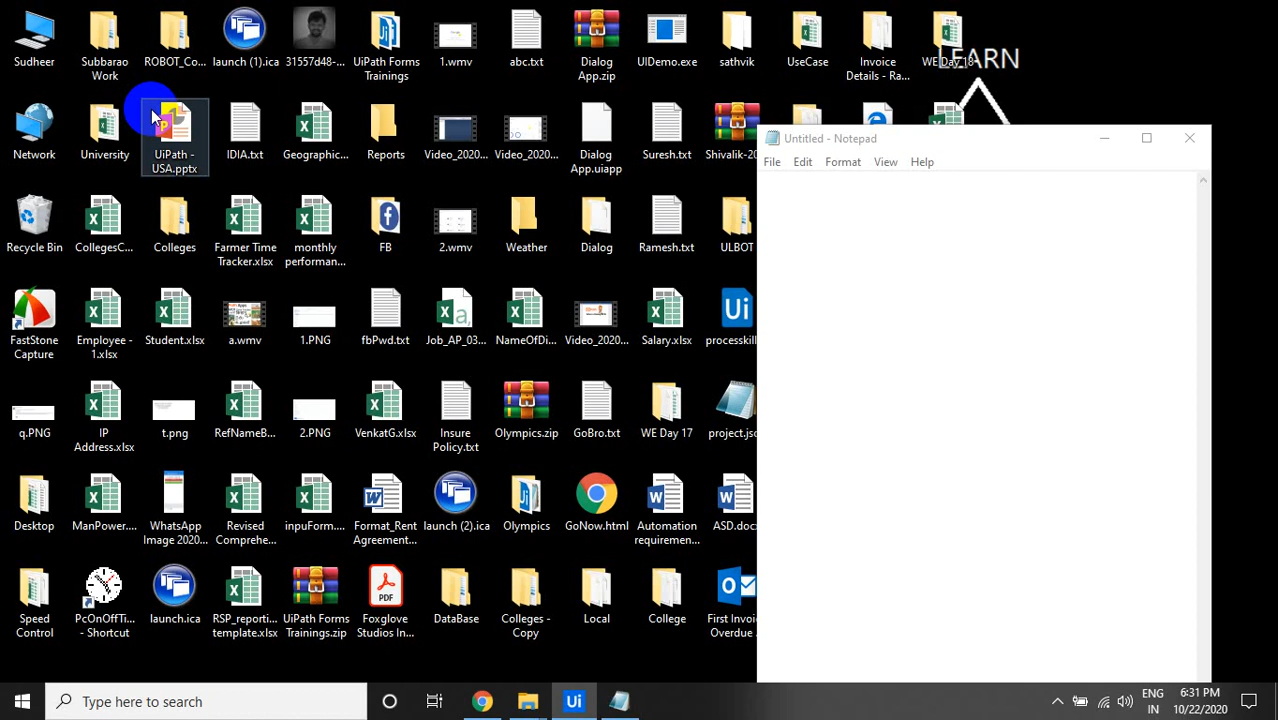 Sudheer
Subbarao Work
ROBOT_Co...
launch (1).ica
31557d48-...
UiPath Forms Trainings
1.wmv
abc.txt
Dialog App.zip
UIDemo.exe
sathvik
UseCase
Invoice Details - Ra...
WE Day 18
LEARN
Network
University
UiPath - USA.pptx
IDIA.txt
Geographic...
Reports
Video_2020...
Video_2020...
Dialog App.uiapp
Suresh.txt
Shivalik-20
Untitled - Notepad
File Edit Format View Help
Recycle Bin
CollegesC...
Colleges
Farmer Time Tracker.xlsx
monthly performan...
FB
2.wmv
Weather
Dialog
Ramesh.txt
ULBOT
FastStone Capture
Employee - 1.xlsx
Student.xlsx
a.wmv
1.PNG
fbPwd.txt
Job_AP_03...
NameOfDi...
Video_2020...
Salary.xlsx
Ui
processkill
q.PNG
IP Address.xlsx
t.png
RefNameB...
2.PNG
VenkatG.xlsx
Insure Policy.txt
Olympics.zip
GoBro.txt
WE Day 17
project.jsc
Desktop
ManPower....
WhatsApp Image 2020...
Revised Comprehe...
inpuForm....
Format_Rent Agreement...
launch (2).ica
Olympics
GoNow.html
Automation requiremen...
ASD.docx
Speed Control
PcOnOffTi... - Shortcut
launch.ica
RSP_reporti... template.xlsx
UiPath Forms Trainings.zip
PDF
Foxglove Studios In...
DataBase
Colleges - Copy
Local
College
First Invoi Overdue .
Type here to search
Ui
ENG
IN
6:31 PM
10/22/2020